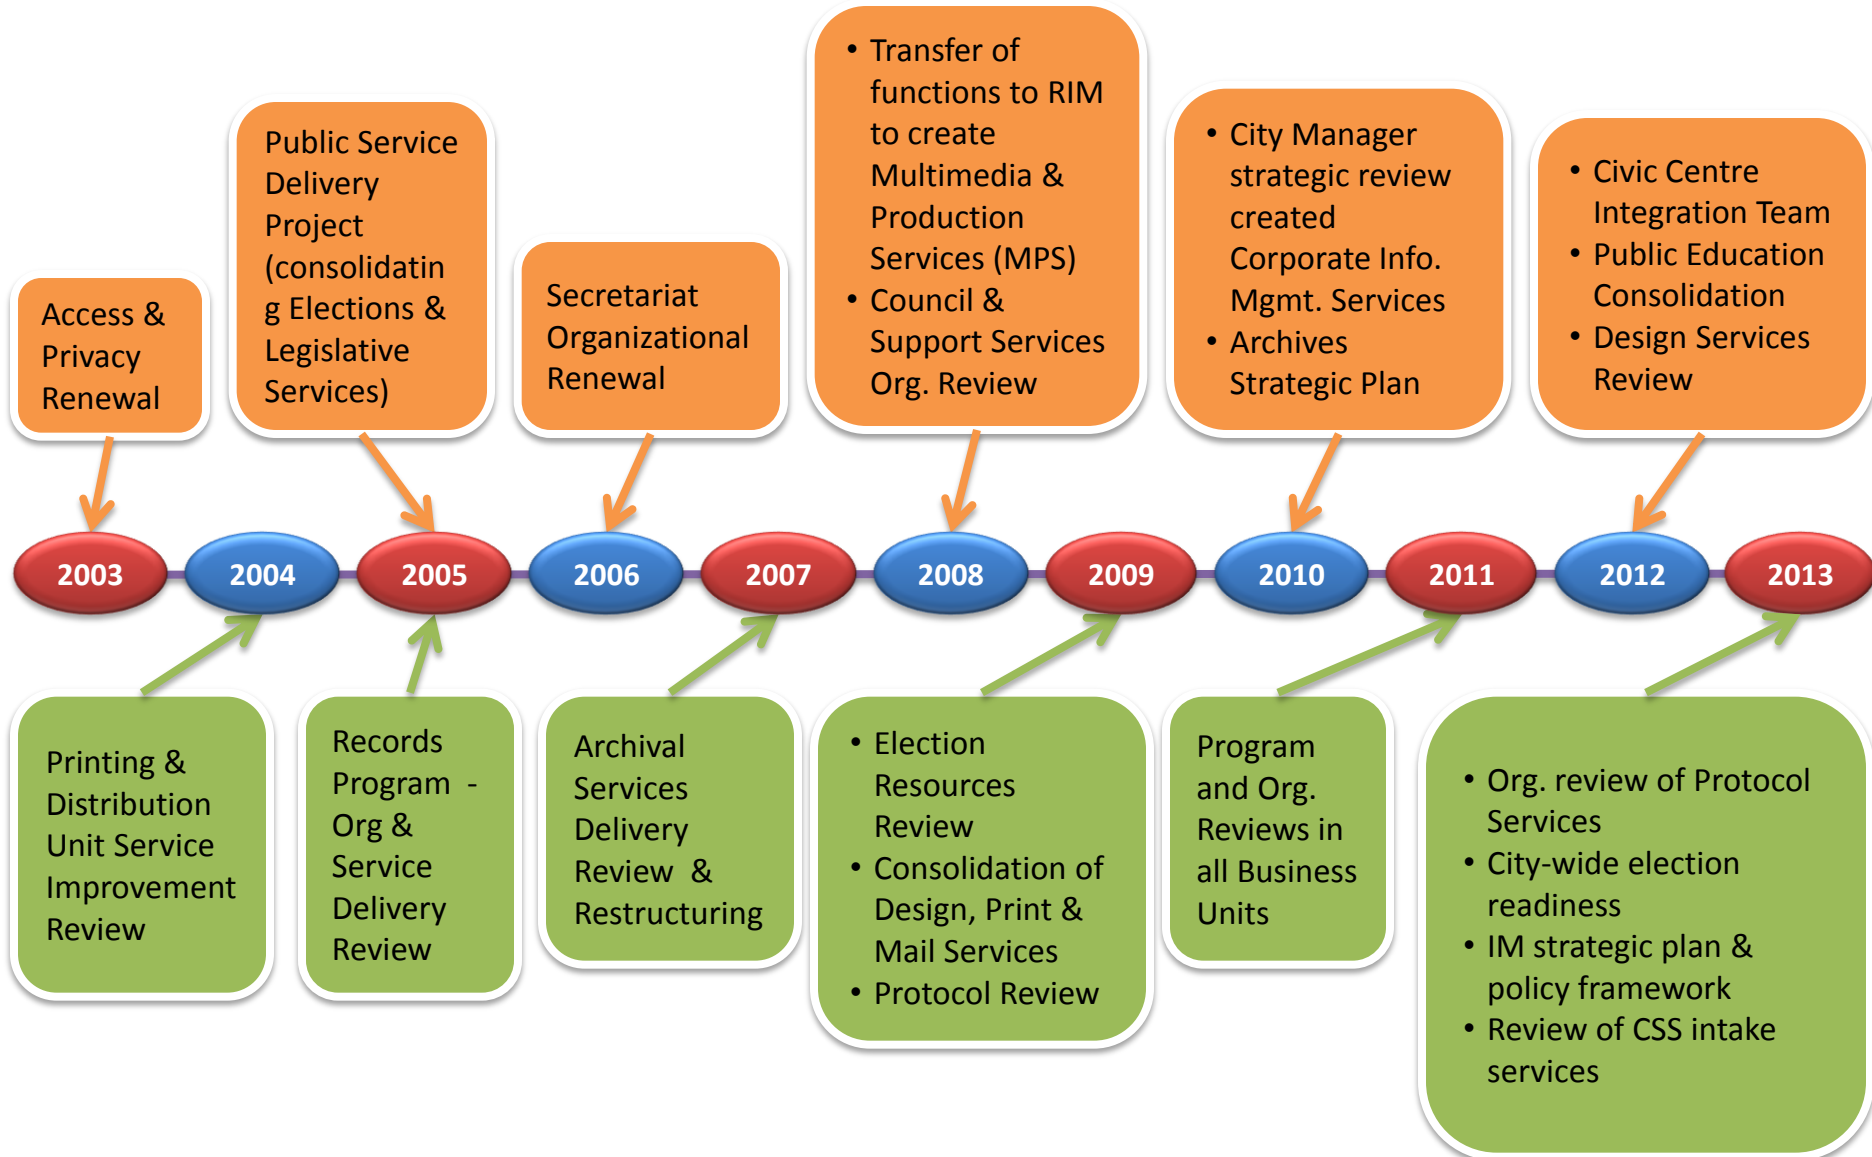 Access &
Privacy
Renewal
Public Service
Delivery
Project
(consolidatin
g Elections &
Legislative
Services)
Secretariat
Organizational
Renewal
• Transfer of
functions to RIM
to create
Multimedia &
Production
Services (MPS)
• Council &
Support Services
Org. Review
• City Manager
strategic review
created
Corporate Info.
Mgmt. Services
• Archives
Strategic Plan
• Civic Centre
Integration Team
• Public Education
Consolidation
• Design Services
Review
2003 2004 2005 2006 2007 2008 2009 2010 2011 2012 2013
Printing &
Distribution
Unit Service
Improvement
Review
Records
Program -
Org &
Service
Delivery
Review
Archival
Services
Delivery
Review &
Restructuring
• Election
Resources
Review
• Consolidation of
Design, Print &
Mail Services
• Protocol Review
Program
and Org.
Reviews in
all Business
Units
• Org. review of Protocol
Services
• City-wide election
readiness
• IM strategic plan &
policy framework
• Review of CSS intake
services